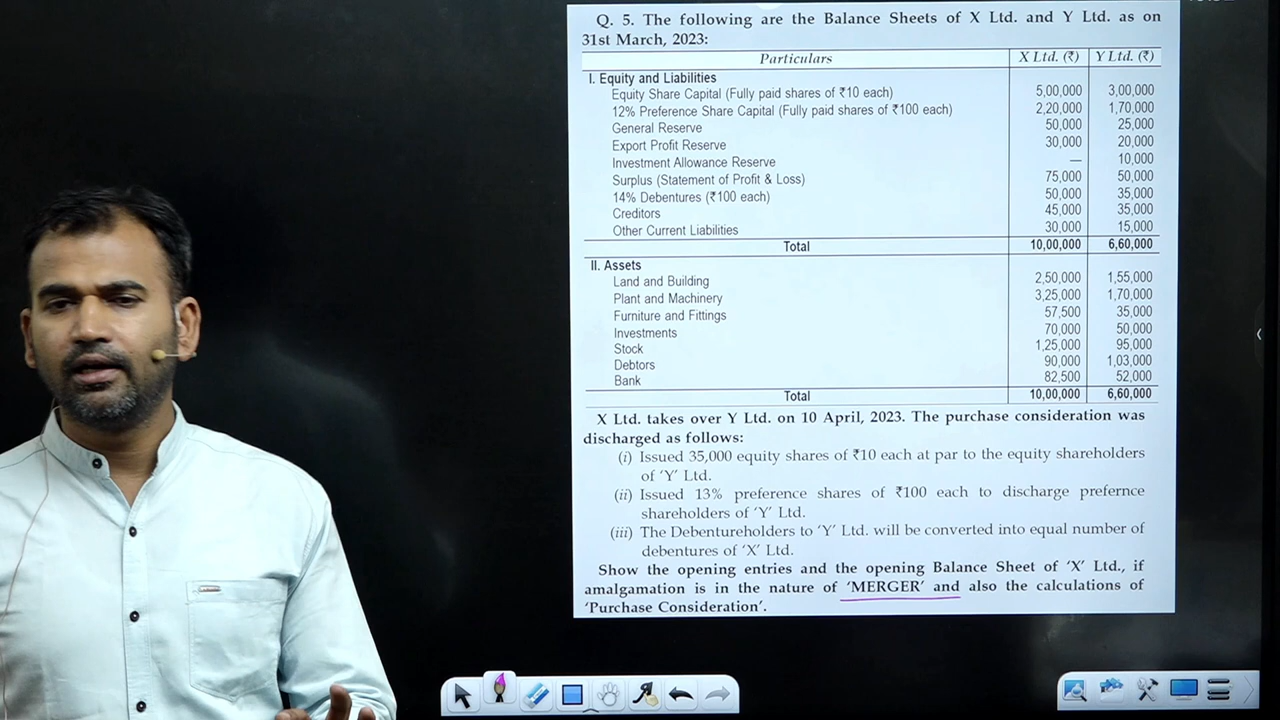 Q. 5. The following are the Balance Sheets of X Ltd. and Y Ltd. as on
31st March, 2023:
Particulars X Ltd. (₹) Y Ltd. (₹)
I. Equity and Liabilities
Equity Share Capital (Fully paid shares of ₹10 each) 5,00,000 3,00,000
12% Preference Share Capital (Fully paid shares of ₹100 each) 2,20,000 1,70,000
General Reserve 50,000 25,000
Export Profit Reserve 30,000 20,000
Investment Allowance Reserve — 10,000
Surplus (Statement of Profit & Loss) 75,000 50,000
14% Debentures (₹100 each) 50,000 35,000
Creditors 45,000 35,000
Other Current Liabilities 30,000 15,000
Total 10,00,000 6,60,000
II. Assets
Land and Building 2,50,000 1,55,000
Plant and Machinery 3,25,000 1,70,000
Furniture and Fittings 57,500 35,000
Investments 70,000 50,000
Stock 1,25,000 95,000
Debtors 90,000 1,03,000
Bank 82,500 52,000
Total 10,00,000 6,60,000
X Ltd. takes over Y Ltd. on 10 April, 2023. The purchase consideration was
discharged as follows:
(i) Issued 35,000 equity shares of ₹10 each at par to the equity shareholders
of 'Y' Ltd.
(ii) Issued 13% preference shares of ₹100 each to discharge prefernce
shareholders of 'Y' Ltd.
(iii) The Debentureholders to 'Y' Ltd. will be converted into equal number of
debentures of 'X' Ltd.
Show the opening entries and the opening Balance Sheet of 'X' Ltd., if
amalgamation is in the nature of 'MERGER' and also the calculations of
'Purchase Consideration'.